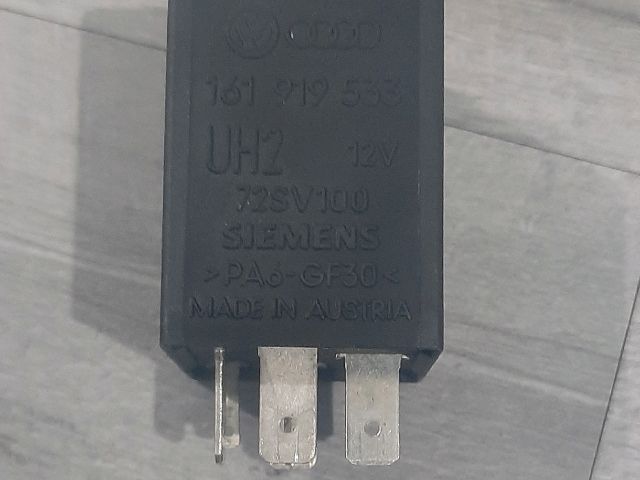 161 919 533
UH2 12V
72SV100
SIEMENS
>PA6-GF30<
MADE IN AUSTRIA